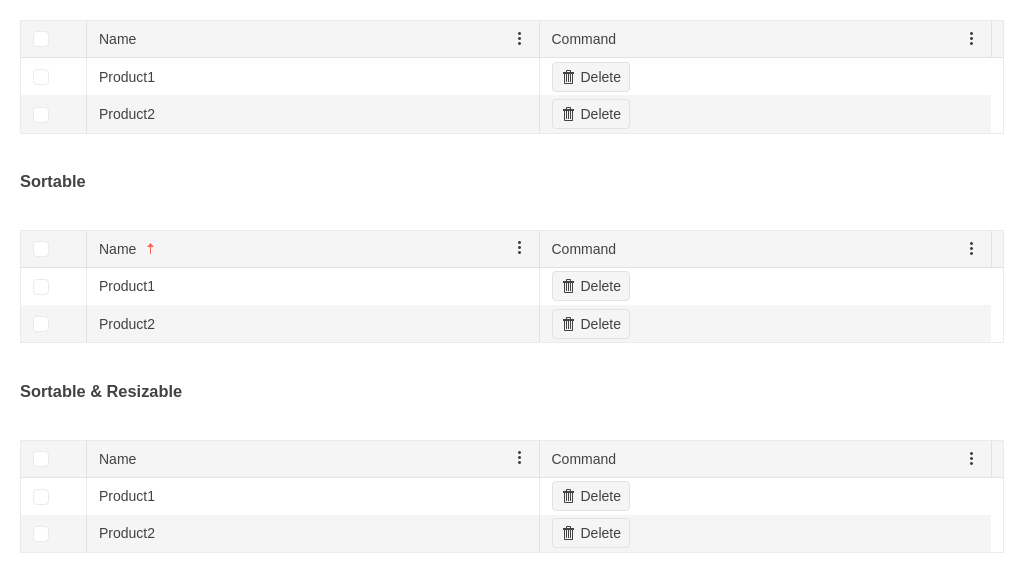 Name Command
Product1 Delete
Product2 Delete
Sortable
Name Command
Product1 Delete
Product2 Delete
Sortable & Resizable
Name Command
Product1 Delete
Product2 Delete